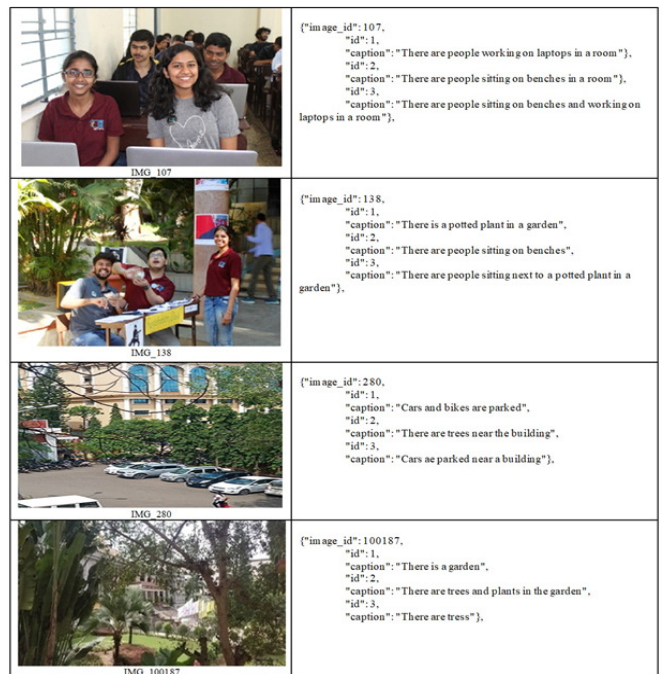 {"image_id": 107,
"id": 1,
"caption": "There are people working on laptops in a room"},
"id": 2,
"caption": "There are people sitting on benches in a room"},
"id": 3,
"caption": "There are people sitting on benches and working on
laptops in a room"},
IMG_107
{"image_id": 138,
"id": 1,
"caption": "There is a potted plant in a garden",
"id": 2,
"caption": "There are people sitting on benches",
"id": 3,
"caption": "There are people sitting next to a potted plant in a
garden"},
IMG_138
{"image_id": 280,
"id": 1,
"caption": "Cars and bikes are parked",
"id": 2,
"caption": "There are trees near the building",
"id": 3,
"caption": "Cars ae parked near a building"},
IMG_280
{"image_id": 100187,
"id": 1,
"caption": "There is a garden",
"id": 2,
"caption": "There are trees and plants in the garden",
"id": 3,
"caption": "There are tress"},
IMG_100187